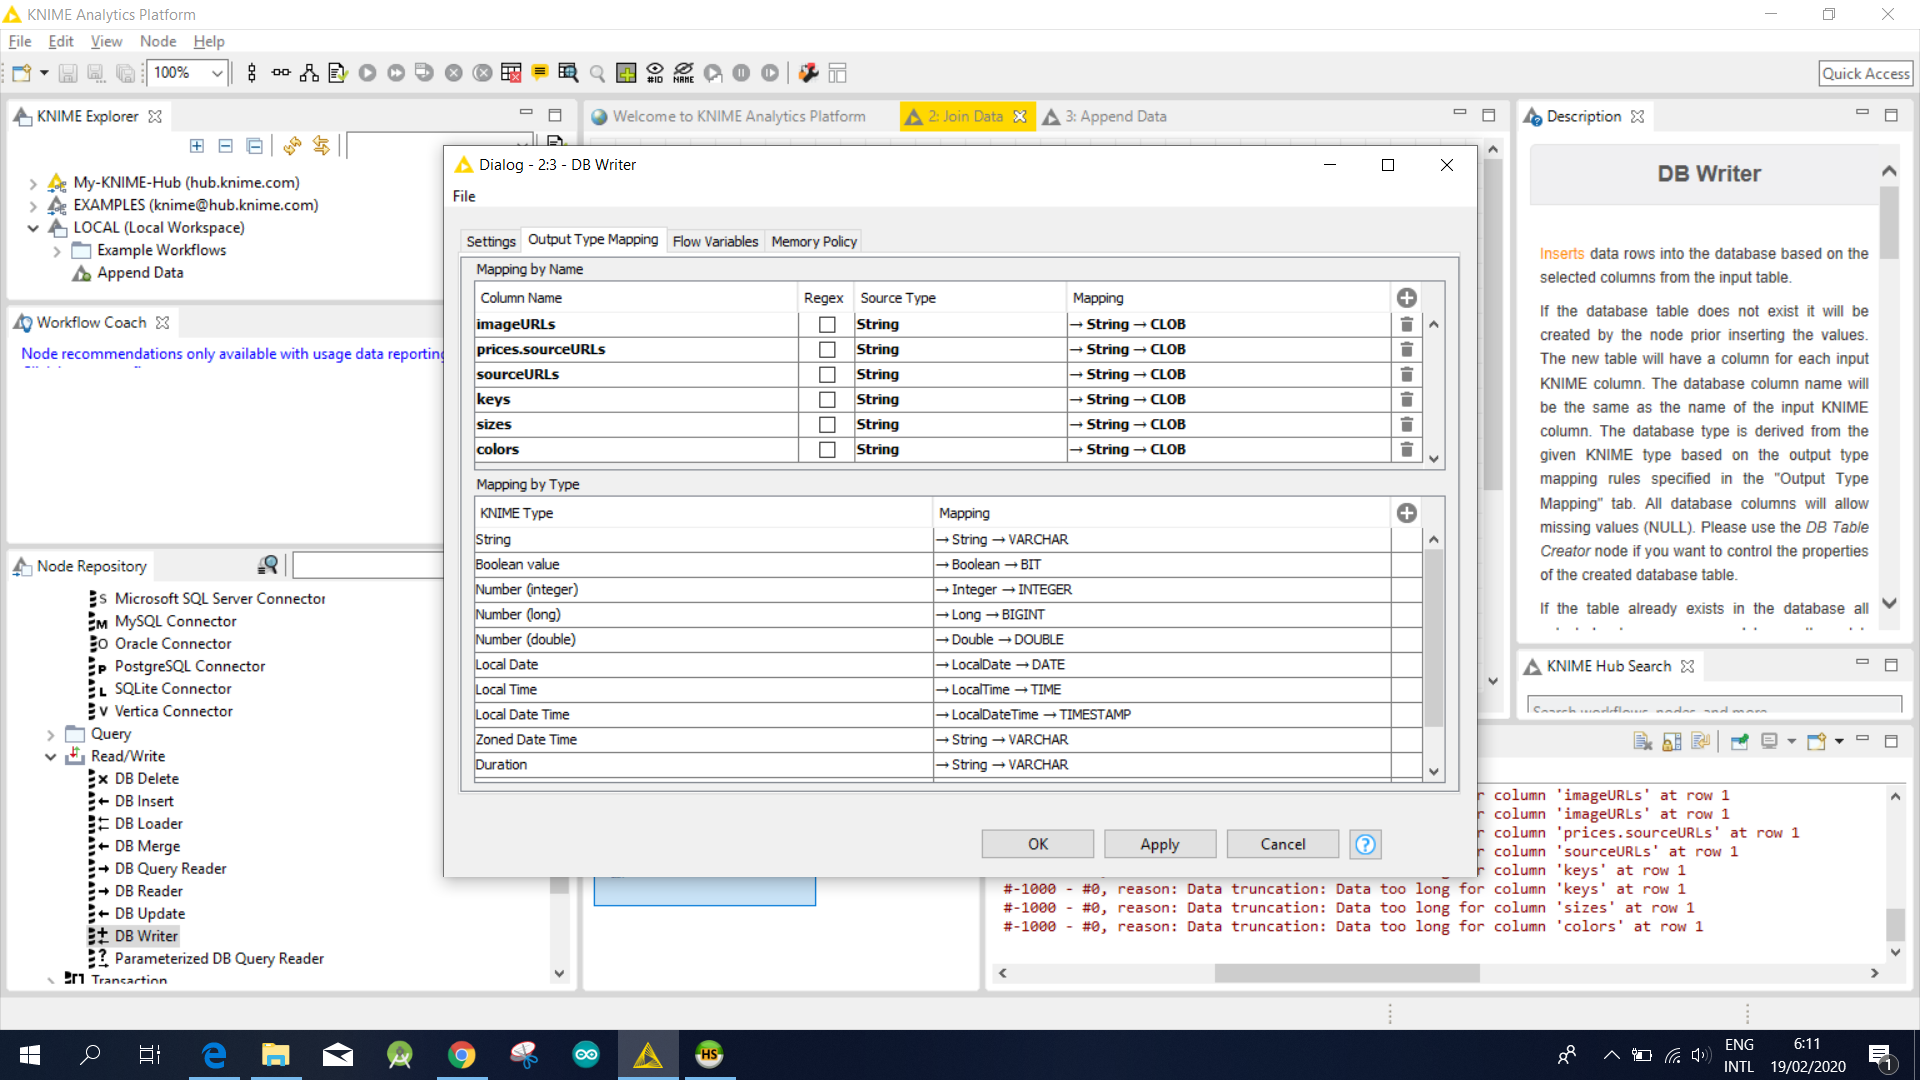 KNIME Analytics Platform
File Edit View Node Help
100%
#ID
NAME
Quick Access
KNIME Explorer
My-KNIME-Hub (hub.knime.com)
EXAMPLES (knime@hub.knime.com)
LOCAL (Local Workspace)
Example Workflows
Append Data
Workflow Coach
Node recommendations only available with usage data reporting
Node Repository
Microsoft SQL Server Connector
MySQL Connector
Oracle Connector
PostgreSQL Connector
SQLite Connector
Vertica Connector
Query
Read/Write
DB Delete
DB Insert
DB Loader
DB Merge
DB Query Reader
DB Reader
DB Update
DB Writer
Parameterized DB Query Reader
Transaction
Welcome to KNIME Analytics Platform
2: Join Data
3: Append Data
Dialog - 2:3 - DB Writer
File
Settings Output Type Mapping Flow Variables Memory Policy
Mapping by Name
Column Name Regex Source Type Mapping
imageURLs String → String → CLOB
prices.sourceURLs String → String → CLOB
sourceURLs String → String → CLOB
keys String → String → CLOB
sizes String → String → CLOB
colors String → String → CLOB
Mapping by Type
KNIME Type Mapping
String → String → VARCHAR
Boolean value → Boolean → BIT
Number (integer) → Integer → INTEGER
Number (long) → Long → BIGINT
Number (double) → Double → DOUBLE
Local Date → LocalDate → DATE
Local Time → LocalTime → TIME
Local Date Time → LocalDateTime → TIMESTAMP
Zoned Date Time → String → VARCHAR
Duration → String → VARCHAR
OK Apply Cancel ?
Description
DB Writer
Inserts data rows into the database based on the
selected columns from the input table.
If the database table does not exist it will be
created by the node prior inserting the values.
The new table will have a column for each input
KNIME column. The database column name will
be the same as the name of the input KNIME
column. The database type is derived from the
given KNIME type based on the output type
mapping rules specified in the "Output Type
Mapping" tab. All database columns will allow
missing values (NULL). Please use the DB Table
Creator node if you want to control the properties
of the created database table.
If the table already exists in the database all
KNIME Hub Search
Search workflows, nodes, and more
r column 'imageURLs' at row 1
r column 'imageURLs' at row 1
r column 'prices.sourceURLs' at row 1
r column 'sourceURLs' at row 1
r column 'keys' at row 1
#-1000 - #0, reason: Data truncation: Data too long for column 'keys' at row 1
#-1000 - #0, reason: Data truncation: Data too long for column 'sizes' at row 1
#-1000 - #0, reason: Data truncation: Data too long for column 'colors' at row 1
HS
ENG
INTL
6:11
19/02/2020
1